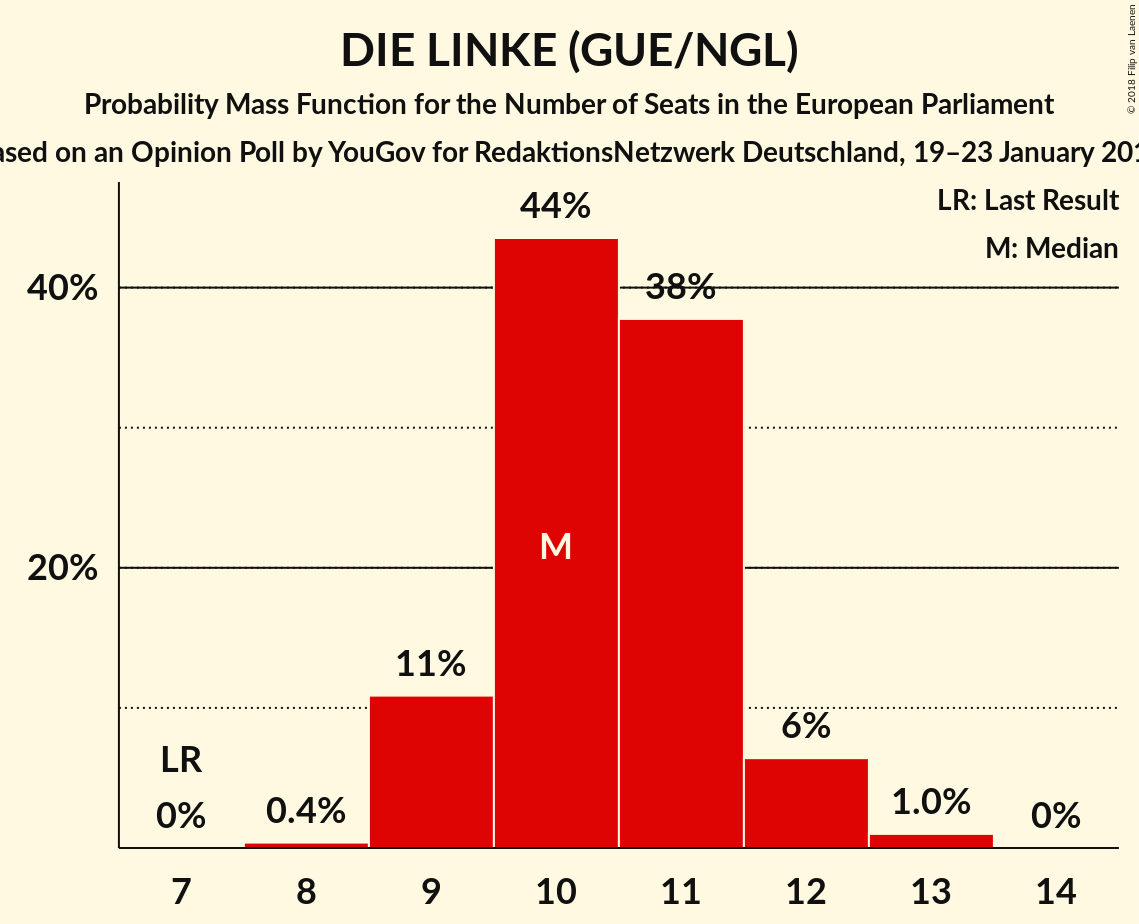 DIE LINKE (GUE/NGL)
Probability Mass Function for the Number of Seats in the European Parliament
on an Opinion Poll by YouGov for RedaktionsNetzwerk Deutschland, 19–23 January
© 2018 Filip van Laenen
LR: Last Result
M: Median
44%
40%
38%
M
20%
11%
6%
LR
0%
0.4%
1.0%
0%
7 8 9 10 11 12 13 14